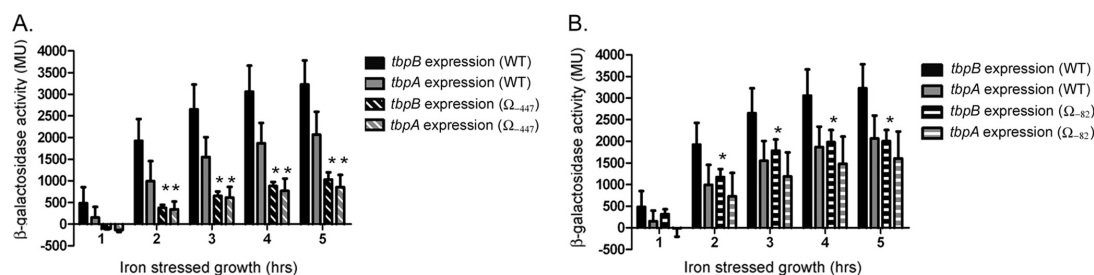 A.
β-galactosidase activity (MU)
4000
3500
3000
2500
2000
1500
1000
500
0
-500
* *
* *
* *
* *
1 2 3 4 5
Iron stressed growth (hrs)
tbpB expression (WT)
tbpA expression (WT)
tbpB expression (Ω₋₄₄₇)
tbpA expression (Ω₋₄₄₇)
B.
β-galactosidase activity (MU)
4000
3500
3000
2500
2000
1500
1000
500
0
-500
*
*
*
*
1 2 3 4 5
Iron stressed growth (hrs)
tbpB expression (WT)
tbpA expression (WT)
tbpB expression (Ω₋₈₂)
tbpA expression (Ω₋₈₂)